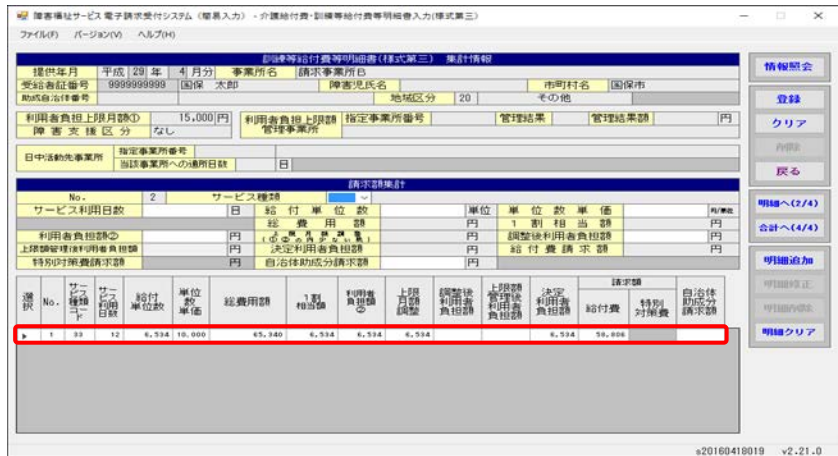 障害福祉サービス 電子請求受付システム（簡易入力） - 介護給付費・訓練等給付費等明細書入力(様式第三)
ファイル(F) バージョン(V) ヘルプ(H)
訓練等給付費等明細書(様式第三) 集計情報
提供年月 平成 29 年 4 月分 事業所名 請求事業所B
受給者証番号 9999999999 国保 太郎 障害児氏名 市町村名 国保市
助成自治体番号 地域区分 20 その他
利用者負担上限月額① 15,000 円 利用者負担上限額管理事業所 指定事業所番号 管理結果 管理結果額 円
障害支援区分 なし
日中活動先事業所 指定事業所番号
当該事業所への通所日数 日
請求額集計
No. 2 サービス種類
サービス利用日数 日 給付単位数 単位 単位数単価 円/単位
総費用額 円 1割相当額 円
利用者負担額② 円 上限月額調整(①②の内少ない数) 円 調整後利用者負担額 円
上限額管理後利用者負担額 円 決定利用者負担額 円 給付費請求額 円
特別対策費請求額 円 自治体助成分請求額 円
選択 No. サービス種類コード サービス利用日数 給付単位数 単位数単価 総費用額 1割相当額 利用者負担額② 上限月額調整 調整後利用者負担額 上限額管理後利用者負担額 決定利用者負担額 請求額 給付費 特別対策費 自治体助成分請求額
1 33 12 6,534 10.000 65,340 6,534 6,534 6,534 6,534 58,806
情報照会
登録
クリア
削除
戻る
明細へ(2/4)
合計へ(4/4)
明細追加
明細修正
明細削除
明細クリア
s20160418019 v2.21.0